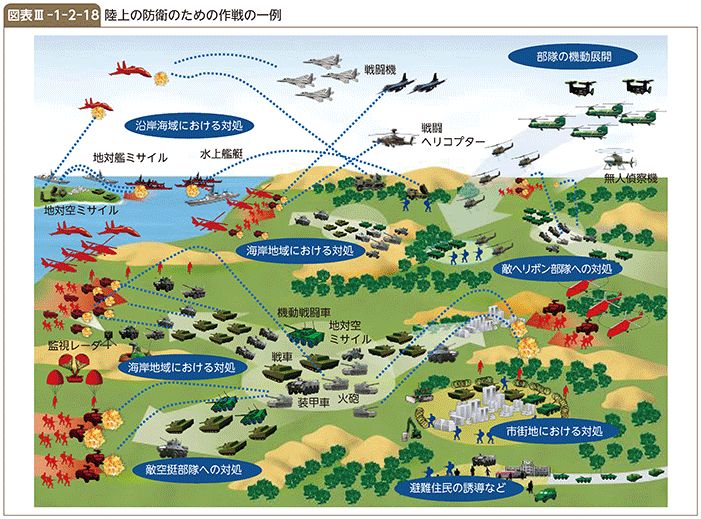 図表Ⅲ-1-2-18 陸上の防衛のための作戦の一例
戦闘機
部隊の機動展開
沿岸海域における対処
戦闘
ヘリコプター
地対艦ミサイル
水上艦艇
無人偵察機
地対空ミサイル
海岸地域における対処
敵ヘリボン部隊への対処
機動戦闘車
地対空
ミサイル
監視レーダー
戦車
海岸地域における対処
装甲車
火砲
市街地における対処
敵空挺部隊への対処
避難住民の誘導など